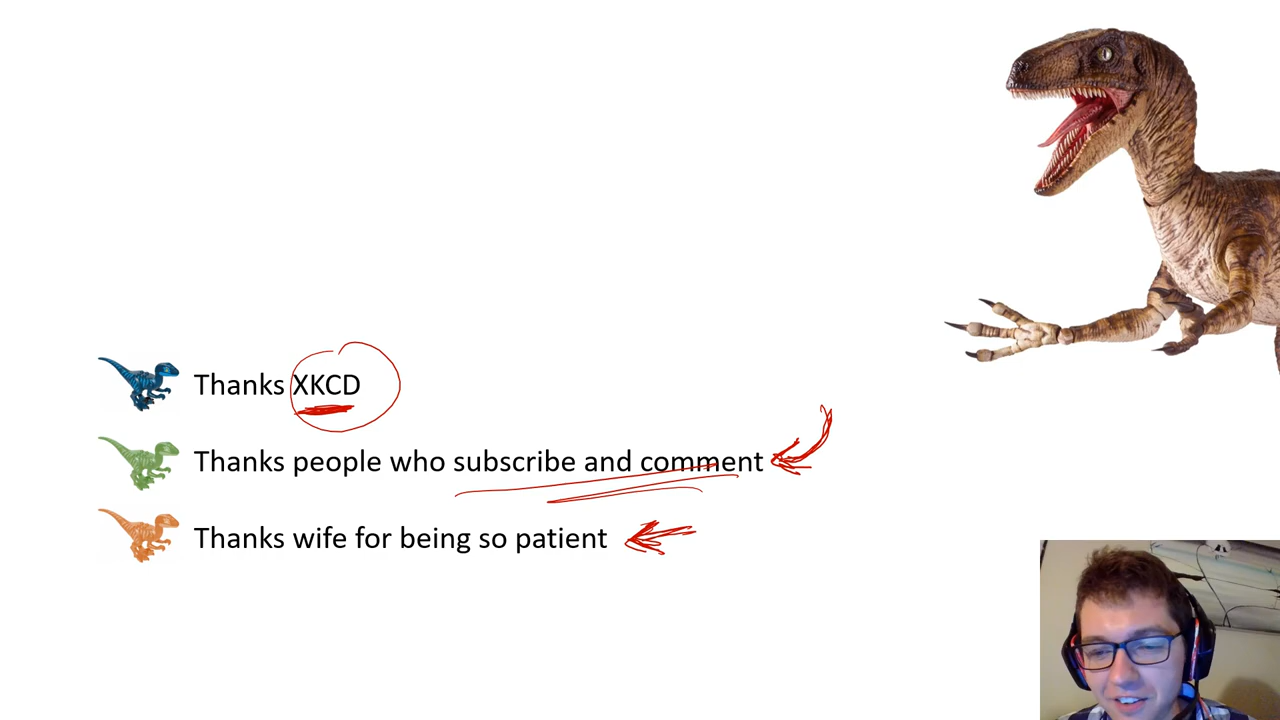 Thanks XKCD
Thanks people who subscribe and comment
Thanks wife for being so patient